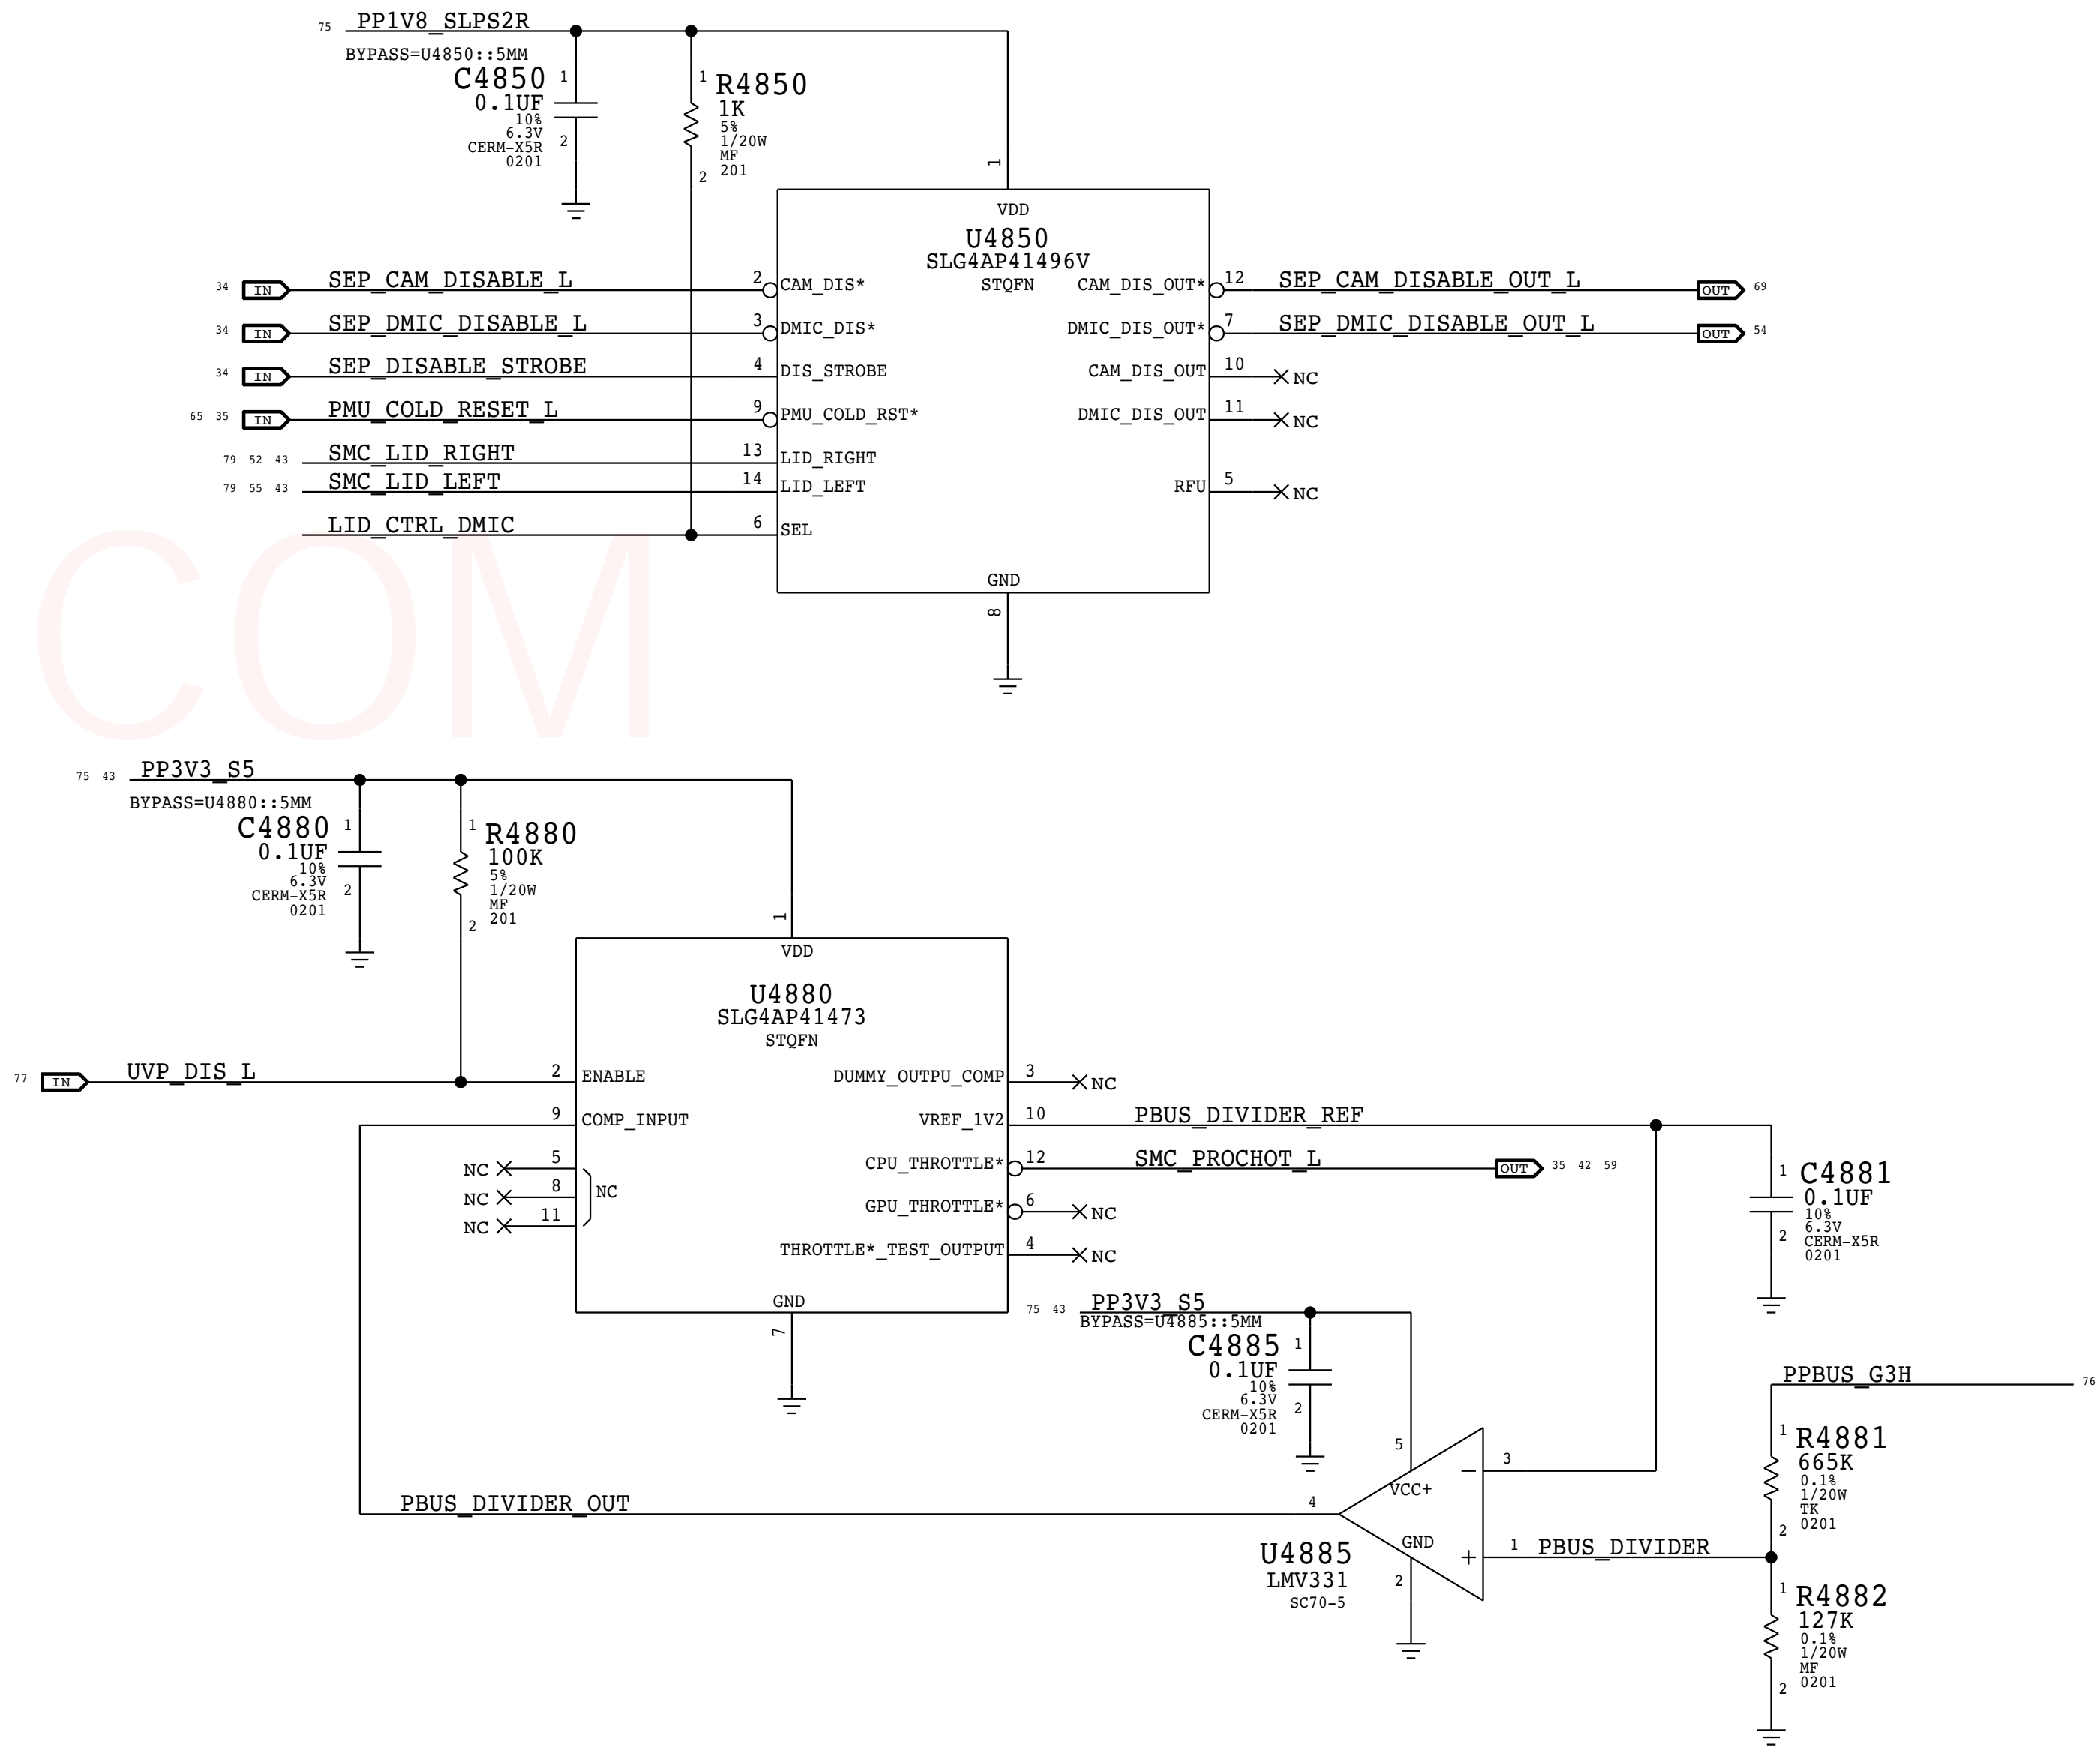 75 PP1V8_SLPS2R
BYPASS=U4850::5MM
C4850 1
0.1UF
10%
6.3V
CERM-X5R 2
0201
1 R4850
1K
5%
1/20W
MF
2 201
1
VDD
U4850
SLG4AP41496V
STQFN
34 IN SEP_CAM_DISABLE_L 2 CAM_DIS*
CAM_DIS_OUT* 12 SEP_CAM_DISABLE_OUT_L OUT 69
34 IN SEP_DMIC_DISABLE_L 3 DMIC_DIS*
DMIC_DIS_OUT* 7 SEP_DMIC_DISABLE_OUT_L OUT 54
34 IN SEP_DISABLE_STROBE 4 DIS_STROBE
CAM_DIS_OUT 10 NC
65 35 IN PMU_COLD_RESET_L 9 PMU_COLD_RST*
DMIC_DIS_OUT 11 NC
79 52 43 SMC_LID_RIGHT 13 LID_RIGHT
79 55 43 SMC_LID_LEFT 14 LID_LEFT
RFU 5 NC
LID_CTRL_DMIC 6 SEL
GND
8
COM
75 43 PP3V3_S5
BYPASS=U4880::5MM
C4880 1
0.1UF
10%
6.3V
CERM-X5R 2
0201
1 R4880
100K
5%
1/20W
MF
201
2
1
VDD
U4880
SLG4AP41473
STQFN
77 IN UVP_DIS_L 2 ENABLE
DUMMY_OUTPU_COMP 3 NC
9 COMP_INPUT
VREF_1V2 10 PBUS_DIVIDER_REF
NC 5
NC 8 NC
NC 11
CPU_THROTTLE* 12 SMC_PROCHOT_L OUT 35 42 59
GPU_THROTTLE* 6 NC
THROTTLE*_TEST_OUTPUT 4 NC
GND
7
1 C4881
0.1UF
10%
6.3V
2 CERM-X5R
0201
75 43 PP3V3_S5
BYPASS=U4885::5MM
C4885 1
0.1UF
10%
6.3V
CERM-X5R 2
0201
PPBUS_G3H 76
1 R4881
665K
0.1%
1/20W
TK
2 0201
5
VCC+
- 3
PBUS_DIVIDER_OUT 4
GND
+ 1 PBUS_DIVIDER
2
U4885
LMV331
SC70-5
1 R4882
127K
0.1%
1/20W
MF
2 0201